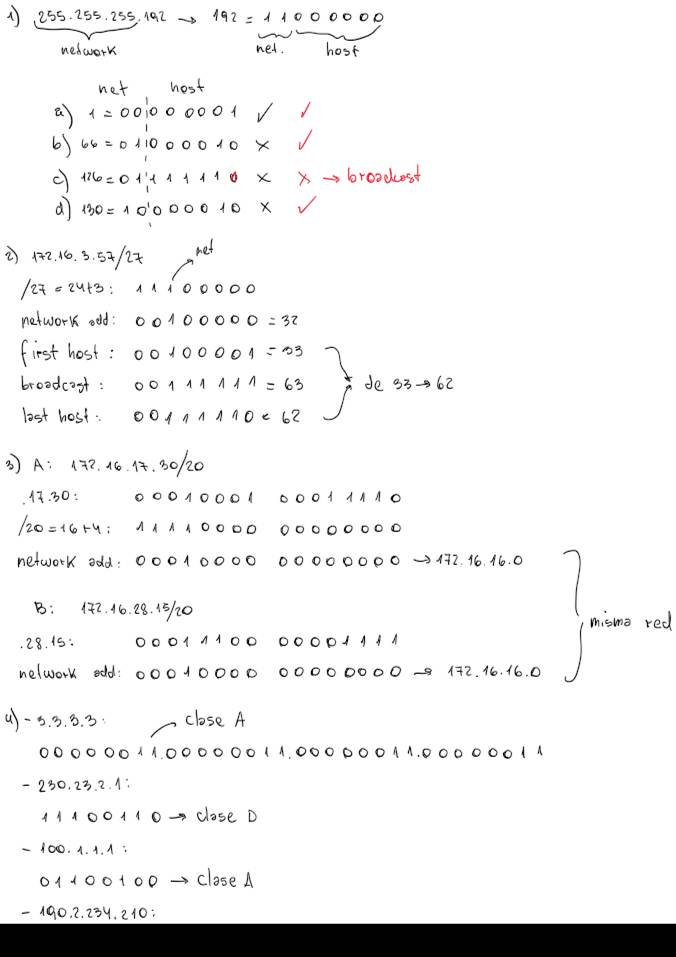 1) 255.255.255.192 → 192 = 1 1 0 0 0 0 0 0
network net. host
net host
a) 1 = 0 0 0 0 0 0 0 1 ✓ ✓
b) 66 = 0 1 0 0 0 0 1 0 × ✓
c) 126 = 0 1 1 1 1 1 1 0 × × → broadcast
d) 130 = 1 0 0 0 0 0 1 0 × ✓
2) 172.16.3.57/27 net
/27 = 24+3: 1 1 1 0 0 0 0 0
network add: 0 0 1 0 0 0 0 0 = 32
first host: 0 0 1 0 0 0 0 1 = 33
broadcast: 0 0 1 1 1 1 1 1 = 63 de 33 → 62
last host: 0 0 1 1 1 1 1 0 = 62
3) A: 172.16.17.30/20
.17.30: 0 0 0 1 0 0 0 1 0 0 0 1 1 1 1 0
/20 = 16+4: 1 1 1 1 0 0 0 0 0 0 0 0 0 0 0 0
network add: 0 0 0 1 0 0 0 0 0 0 0 0 0 0 0 0 → 172.16.16.0
B: 172.16.28.15/20 misma red
.28.15: 0 0 0 1 1 1 0 0 0 0 0 0 1 1 1 1
network add: 0 0 0 1 0 0 0 0 0 0 0 0 0 0 0 0 → 172.16.16.0
4) - 3.3.3.3: clase A
0 0 0 0 0 0 1 1.0 0 0 0 0 0 1 1.0 0 0 0 0 0 1 1.0 0 0 0 0 0 1 1
- 230.23.2.1:
1 1 1 0 0 1 1 0 → clase D
- 100.1.1.1:
0 1 1 0 0 1 0 0 → clase A
- 190.2.234.210: